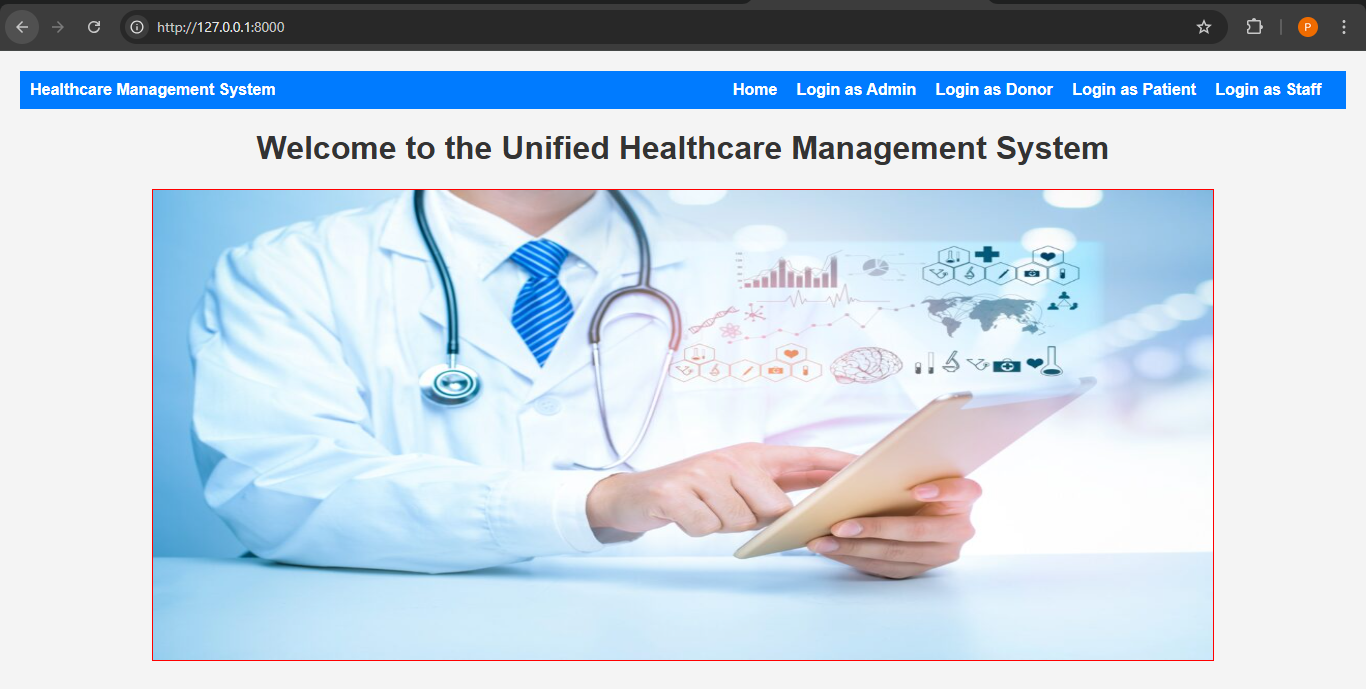 http://127.0.0.1:8000
P
Healthcare Management System
Home Login as Admin Login as Donor Login as Patient Login as Staff
Welcome to the Unified Healthcare Management System